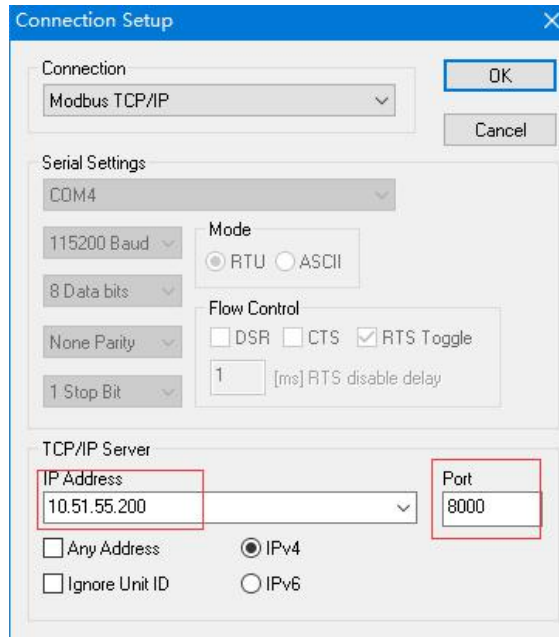 Connection Setup
Connection
OK
Modbus TCP/IP
Cancel
Serial Settings
COM4
Mode
115200 Baud
RTU
ASCII
8 Data bits
Flow Control
DSR
CTS
RTS Toggle
None Parity
1
[ms] RTS disable delay
1 Stop Bit
TCP/IP Server
IP Address
Port
10.51.55.200
8000
Any Address
IPv4
Ignore Unit ID
IPv6